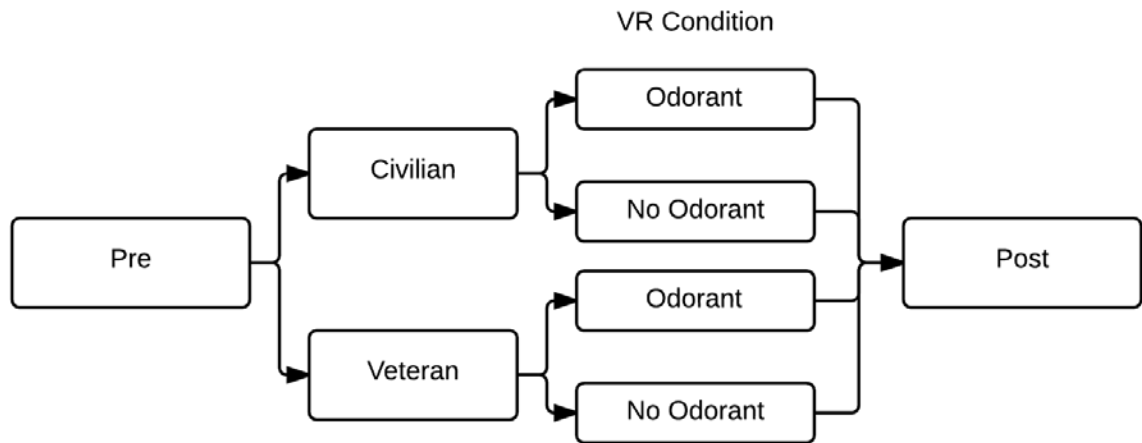 VR Condition
Odorant
Civilian
No Odorant
Pre
Post
Odorant
Veteran
No Odorant